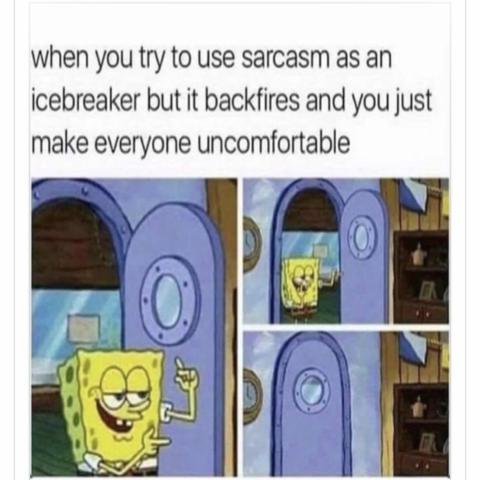 when you try to use sarcasm as an
icebreaker but it backfires and you just
make everyone uncomfortable